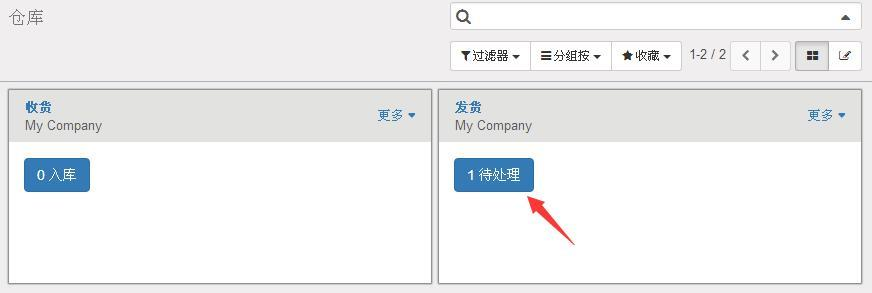 仓库
过滤器 分组按 收藏 1-2 / 2
收货
My Company
更多
0 入库
发货
My Company
更多
1 待处理